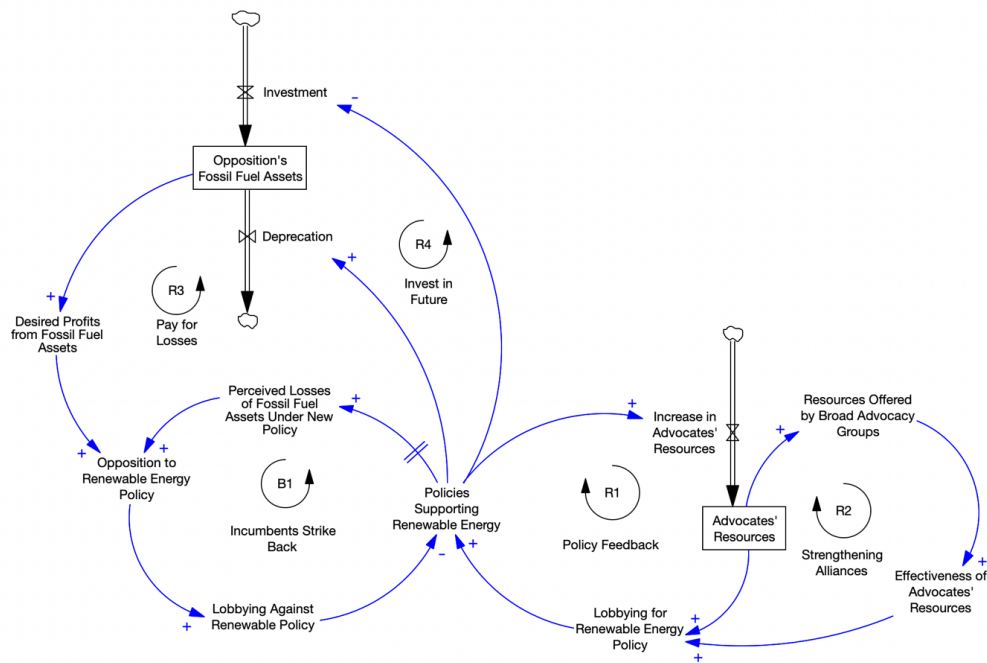 Investment
-
Opposition's
Fossil Fuel Assets
Deprecation
+
R4
Invest in
Future
R3
Pay for
Losses
+
Desired Profits
from Fossil Fuel
Assets
Perceived Losses
of Fossil Fuel
Assets Under New
Policy
+
+
+
Opposition to
Renewable Energy
Policy
B1
Incumbents Strike
Back
Policies
Supporting
Renewable Energy
-
+
Lobbying Against
Renewable Policy
+
+
Increase in
Advocates'
Resources
R1
Policy Feedback
Advocates'
Resources
+
Resources Offered
by Broad Advocacy
Groups
R2
Strengthening
Alliances
+
Effectiveness of
Advocates'
Resources
Lobbying for
Renewable Energy
Policy
+
+